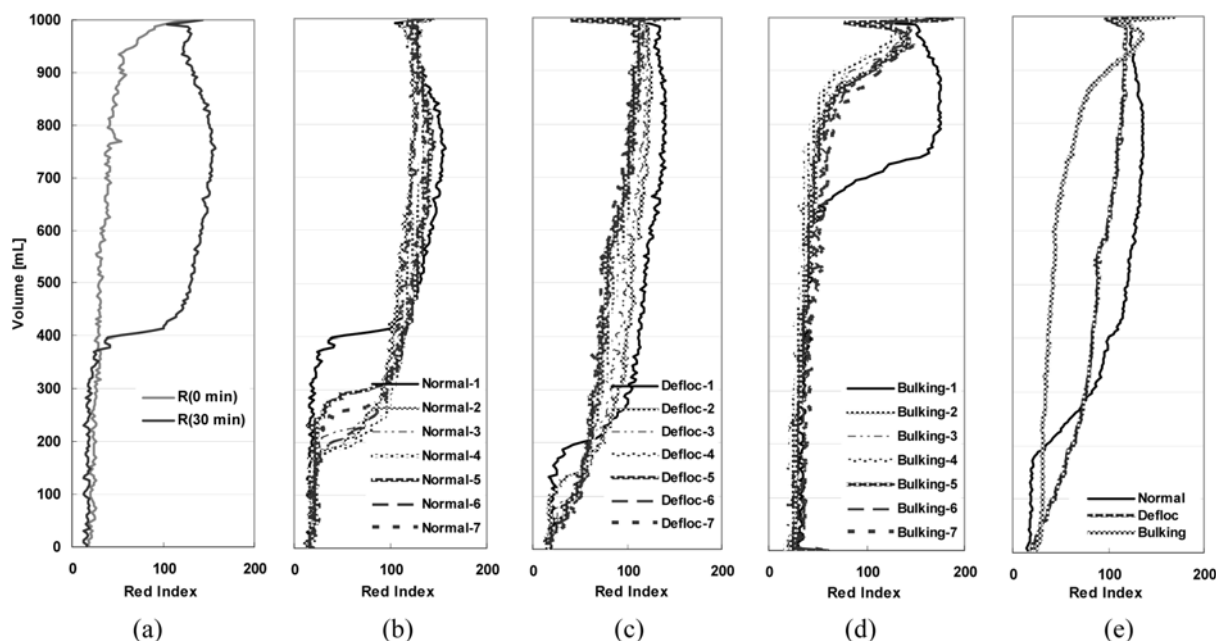 1000
900
800
700
600
500
400
300
200
100
0
Volume [mL]
R(0 min)
R(30 min)
0 100 200
Red Index
(a)
Normal-1
Normal-2
Normal-3
Normal-4
Normal-5
Normal-6
Normal-7
0 100 200
Red Index
(b)
Defloc-1
Defloc-2
Defloc-3
Defloc-4
Defloc-5
Defloc-6
Defloc-7
0 100 200
Red Index
(c)
Bulking-1
Bulking-2
Bulking-3
Bulking-4
Bulking-5
Bulking-6
Bulking-7
0 100 200
Red Index
(d)
Normal
Defloc
Bulking
0 100 200
Red Index
(e)